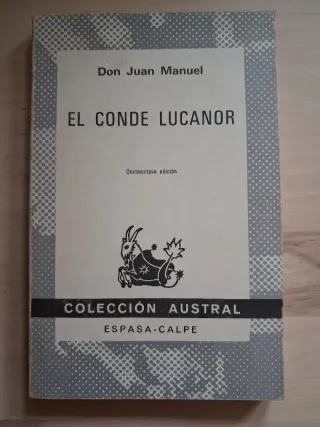 Don Juan Manuel
EL CONDE LUCANOR
Decimoctava edición
COLECCIÓN AUSTRAL
ESPASA-CALPE